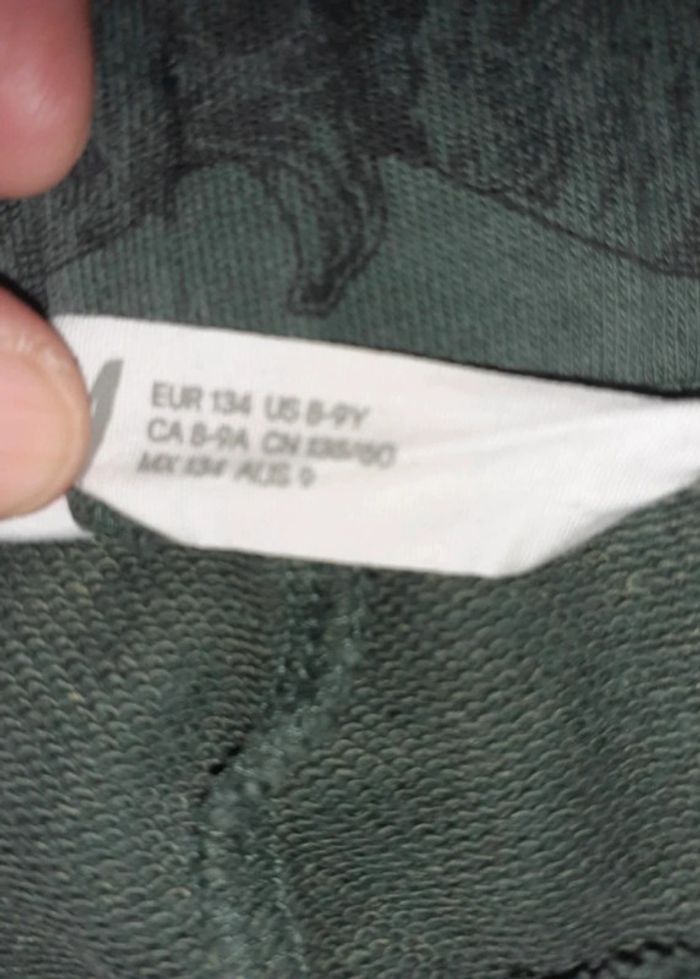 EUR 134 US 8-9Y
CA 8-9A CN 135/60
MX 134 AUS 9